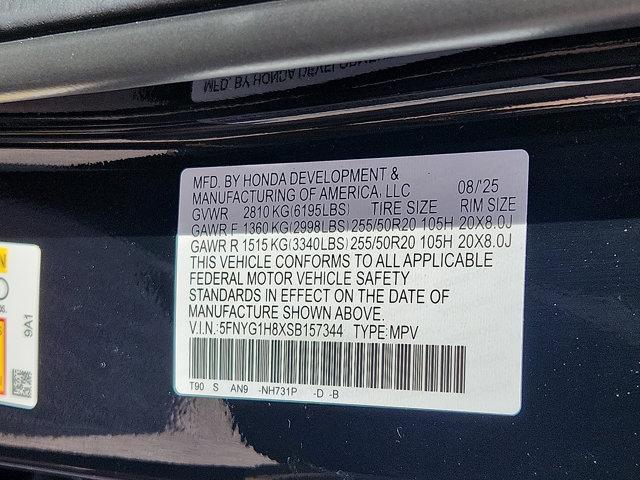 MFD. BY HONDA DEVELOPMENT &
MANUFACTURING OF AMERICA, LLC 08/'25
GVWR 2810 KG(6195LBS) TIRE SIZE RIM SIZE
GAWR F 1360 KG(2998LBS) 255/50R20 105H 20X8.0J
GAWR R 1515 KG(3340LBS) 255/50R20 105H 20X8.0J
THIS VEHICLE CONFORMS TO ALL APPLICABLE
FEDERAL MOTOR VEHICLE SAFETY
STANDARDS IN EFFECT ON THE DATE OF
MANUFACTURE SHOWN ABOVE.
V.I.N.:5FNYG1H8XSB157344 TYPE:MPV
T90 S AN9 -NH731P -D -B
9A1